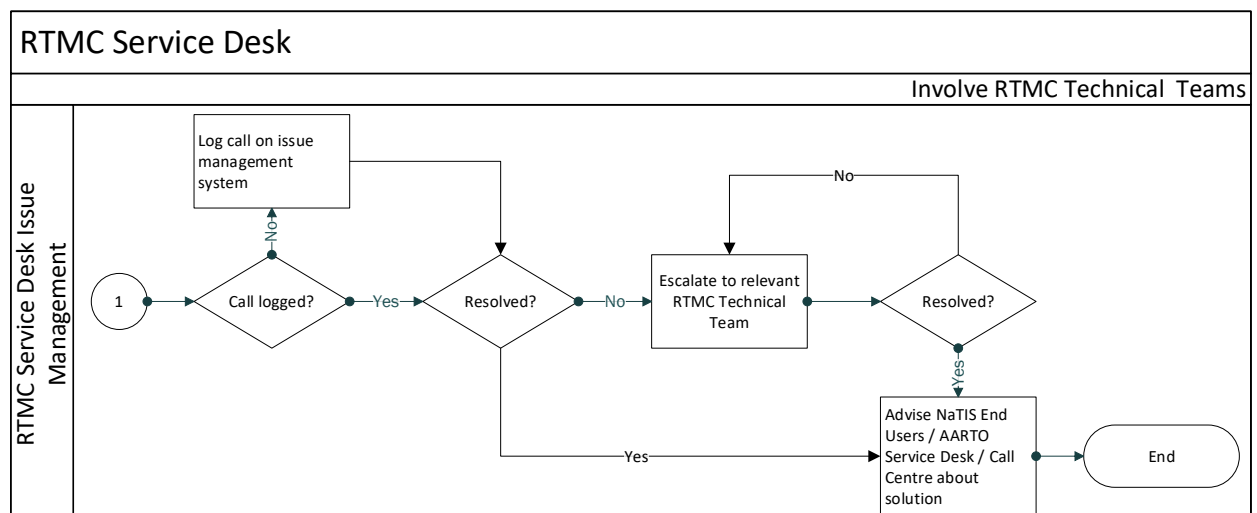 RTMC Service Desk
Involve RTMC Technical Teams
RTMC Service Desk Issue
Management
Log call on issue
management
system
No
No
1
Call logged?
Yes
Resolved?
No
Escalate to relevant
RTMC Technical
Team
Resolved?
Yes
Yes
Advise NaTIS End
Users / AARTO
Service Desk / Call
Centre about
solution
End